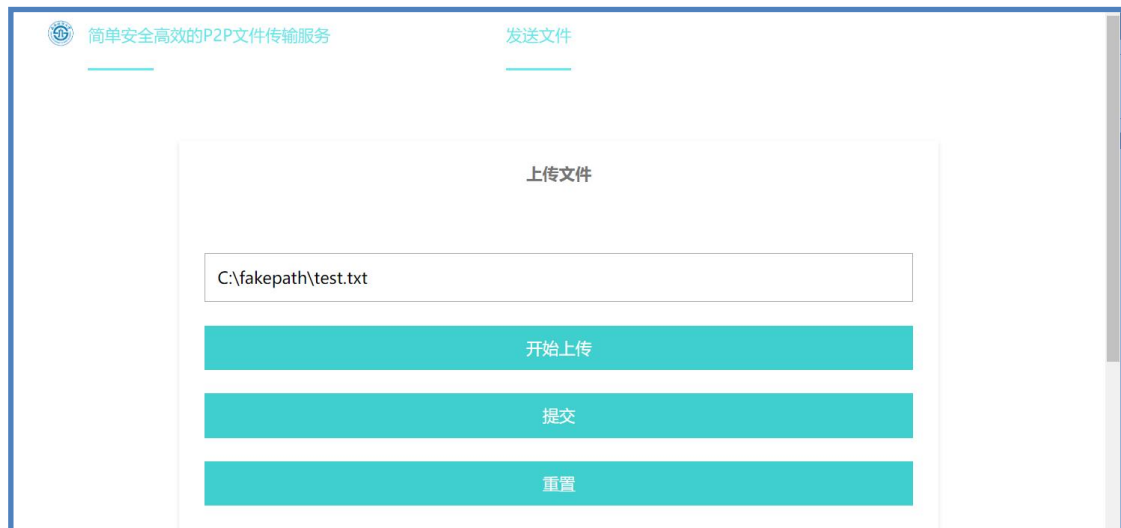 简单安全高效的P2P文件传输服务 发送文件
上传文件
C:\fakepath\test.txt
开始上传
提交
重置